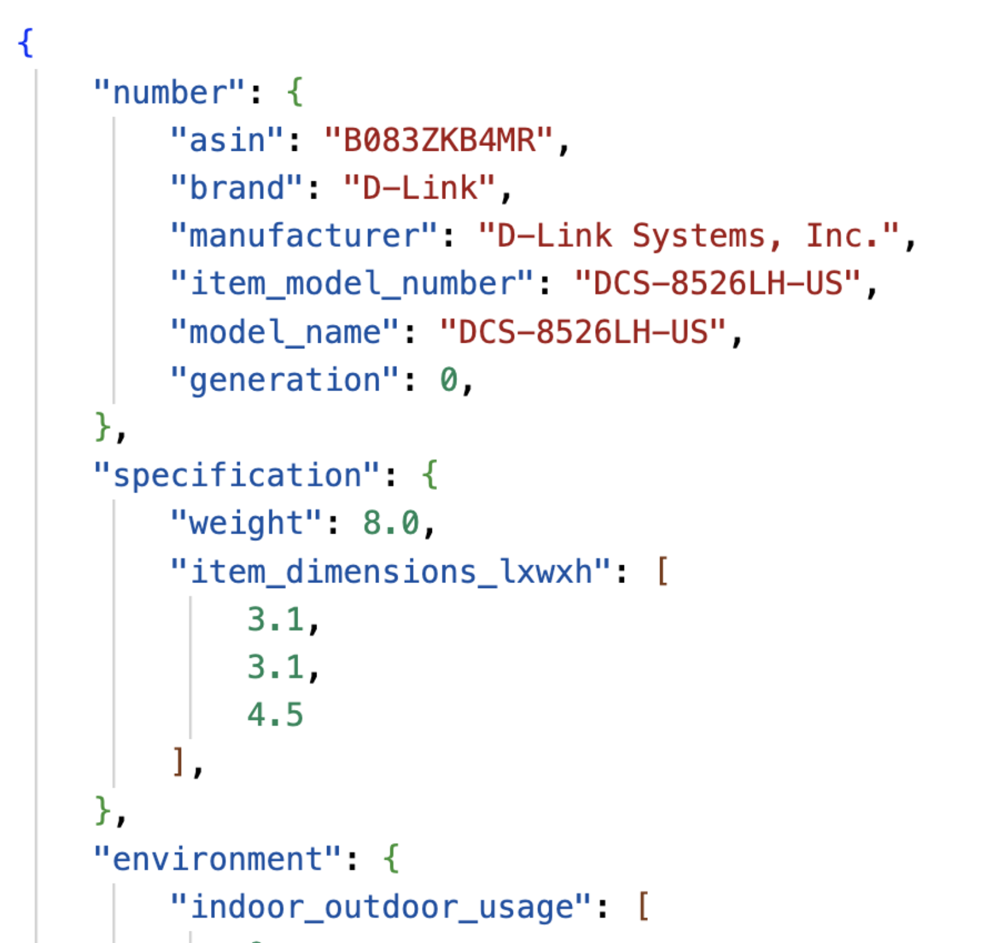 {
"number": {
"asin": "B083ZKB4MR",
"brand": "D-Link",
"manufacturer": "D-Link Systems, Inc.",
"item_model_number": "DCS-8526LH-US",
"model_name": "DCS-8526LH-US",
"generation": 0,
},
"specification": {
"weight": 8.0,
"item_dimensions_lxwxh": [
3.1,
3.1,
4.5
],
},
"environment": {
"indoor_outdoor_usage": [